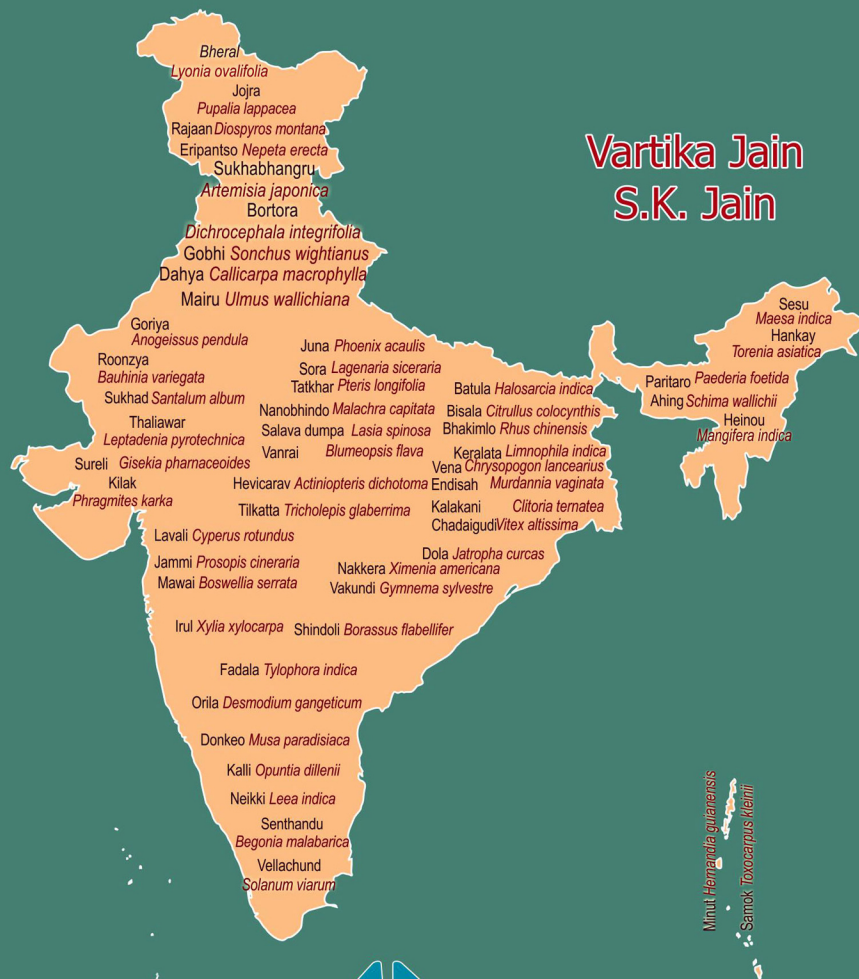 Bheral
Lyonia ovalifolia
Jojra
Pupalia lappacea
Rajaan Diospyros montana
Eripantso Nepeta erecta
Sukhabhangru
Artemisia japonica
Bortora
Dichrocephala integrifolia
Gobhi Sonchus wightianus
Dahya Callicarpa macrophylla
Mairu Ulmus wallichiana
Vartika Jain
S.K. Jain
Goriya
Anogeissus pendula
Roonzya
Bauhinia variegata
Sukhad Santalum album
Thaliawar
Leptadenia pyrotechnica
Sureli Gisekia pharnaceoides
Kilak
Phragmites karka
Juna Phoenix acaulis
Sora Lagenaria siceraria
Tatkhar Pteris longifolia
Nanobhindo Malachra capitata
Salava dumpa Lasia spinosa
Vanrai Blumeopsis flava
Hevicarav Actiniopteris dichotoma
Tilkatta Tricholepis glaberrima
Batula Halosarcia indica
Bisala Citrullus colocynthis
Bhakimlo Rhus chinensis
Keralata Limnophila indica
Vena Chrysopogon lancearius
Endisah Murdannia vaginata
Kalakani Clitoria ternatea
Chadaigudi Vitex altissima
Sesu
Maesa indica
Hankay
Torenia asiatica
Paritaro Paederia foetida
Ahing Schima wallichii
Heinou
Mangifera indica
Lavali Cyperus rotundus
Jammi Prosopis cineraria
Mawai Boswellia serrata
Dola Jatropha curcas
Nakkera Ximenia americana
Vakundi Gymnema sylvestre
Irul Xylia xylocarpa
Shindoli Borassus flabellifer
Fadala Tylophora indica
Orila Desmodium gangeticum
Donkeo Musa paradisiaca
Kalli Opuntia dillenii
Neikki Leea indica
Senthandu
Begonia malabarica
Vellachund
Solanum viarum
Minut Hernandia guianensis
Samok Toxocarpus kleinii